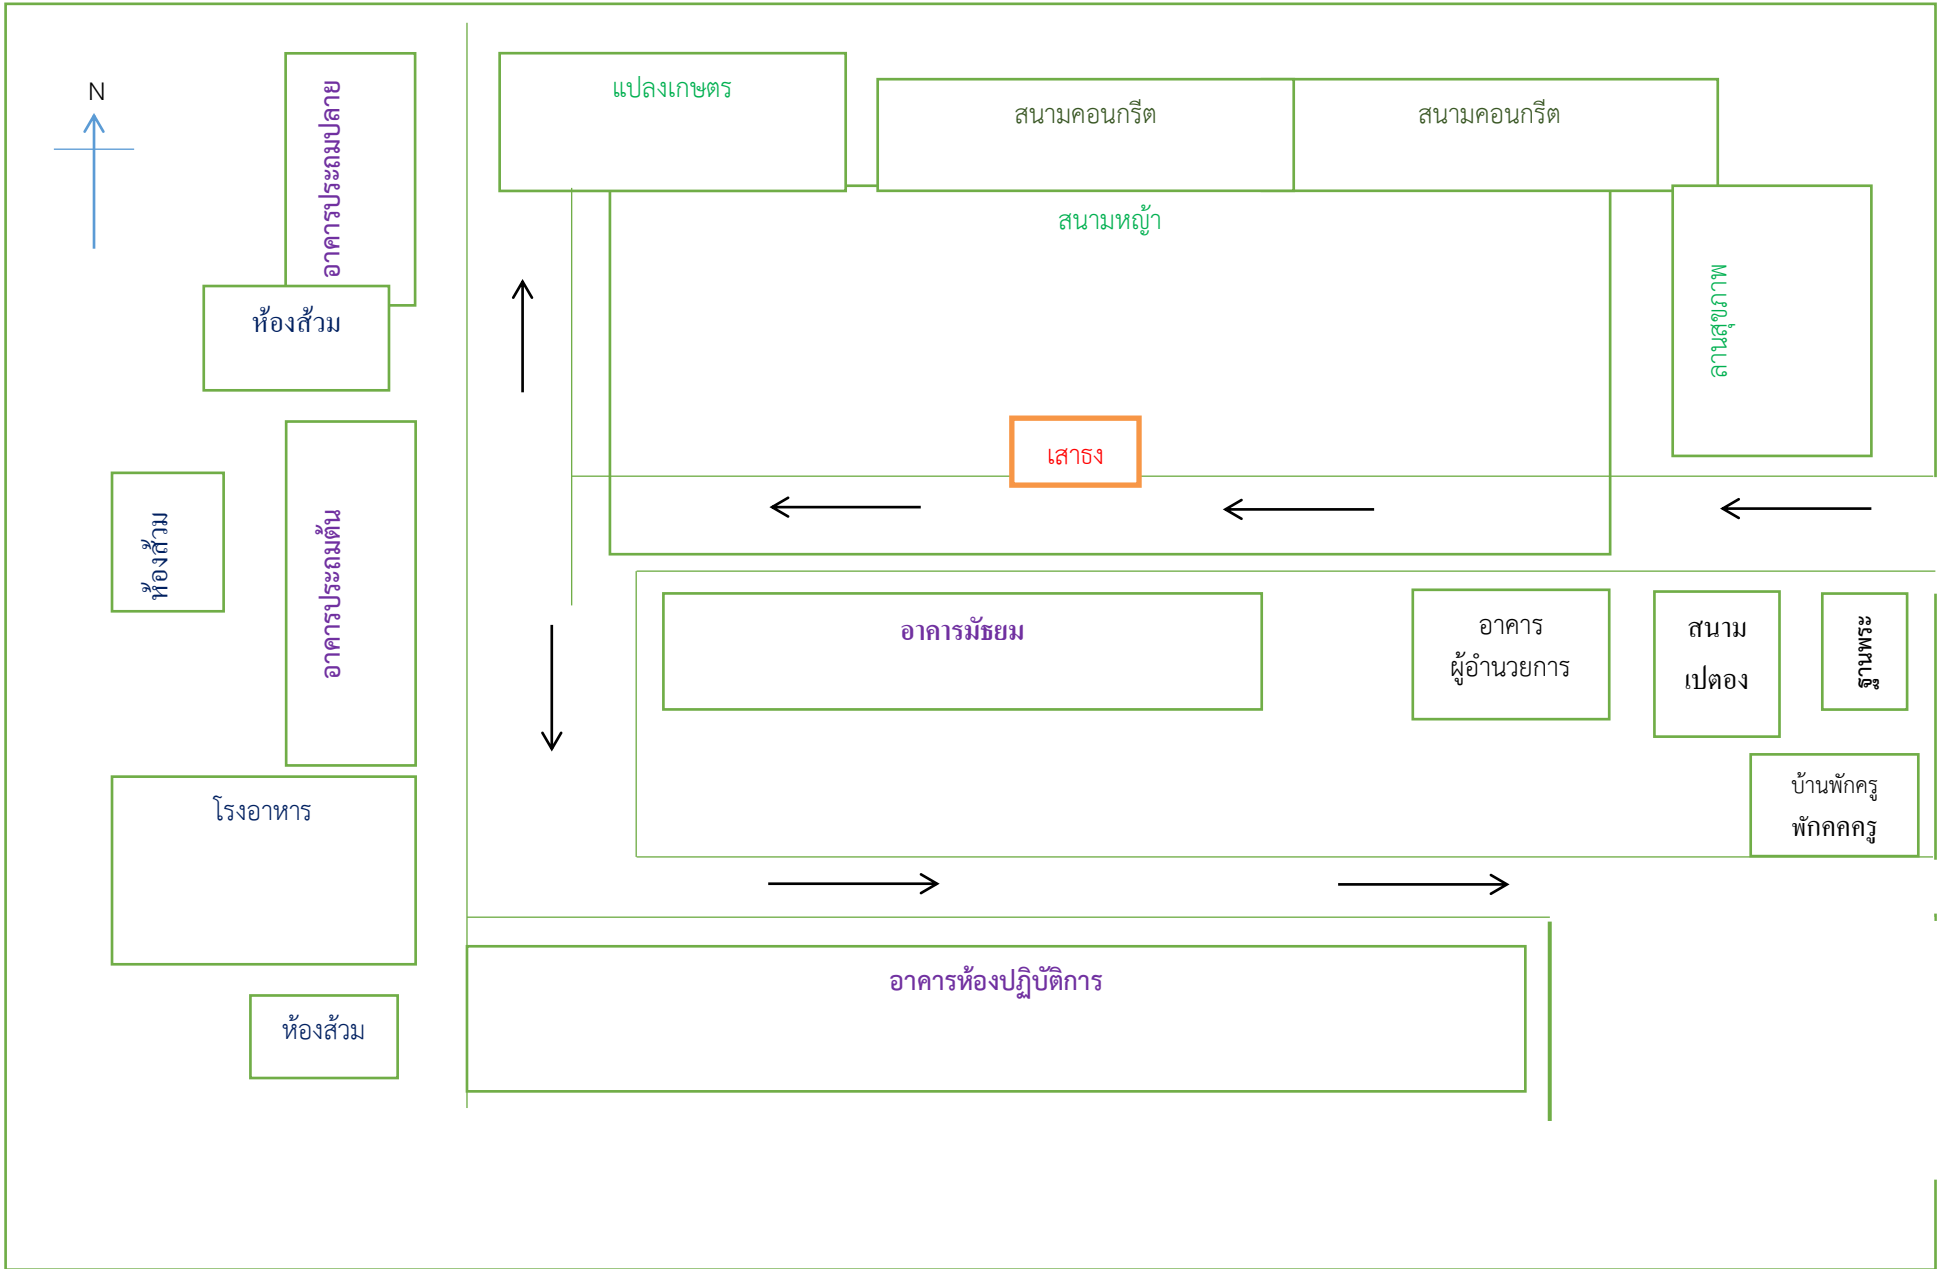 N
อาคารประถมปลาย
แปลงเกษตร
สนามคอนกรีต
สนามคอนกรีต
สนามหญ้า
ลานสุขภาพ
ห้องส้วม
เสาธง
ห้องส้วม
อาคารประถมต้น
อาคารมัธยม
อาคาร
ผู้อำนวยการ
สนาม
เปตอง
ฐานพระ
บ้านพักครู
พักคคครู
โรงอาหาร
อาคารห้องปฏิบัติการ
ห้องส้วม